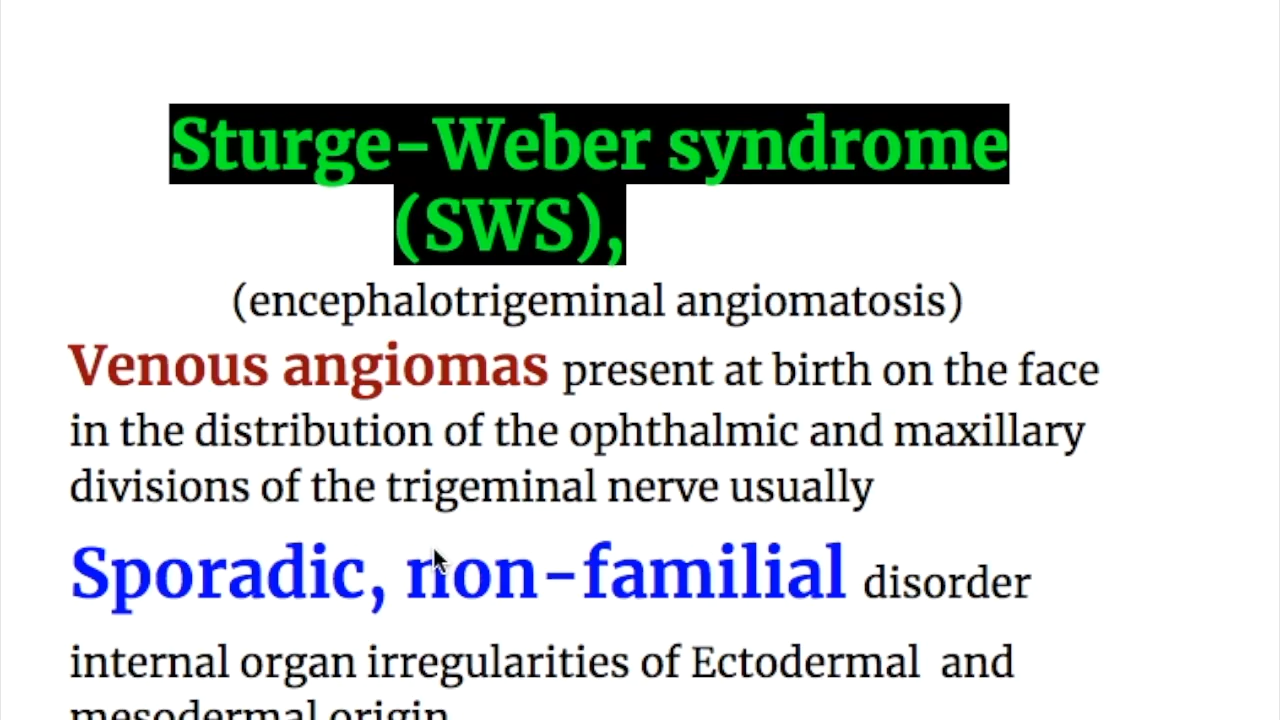 Sturge-Weber syndrome
(SWS),
(encephalotrigeminal angiomatosis)
Venous angiomas present at birth on the face
in the distribution of the ophthalmic and maxillary
divisions of the trigeminal nerve usually
Sporadic, non-familial disorder
internal organ irregularities of Ectodermal and
mesodermal origin